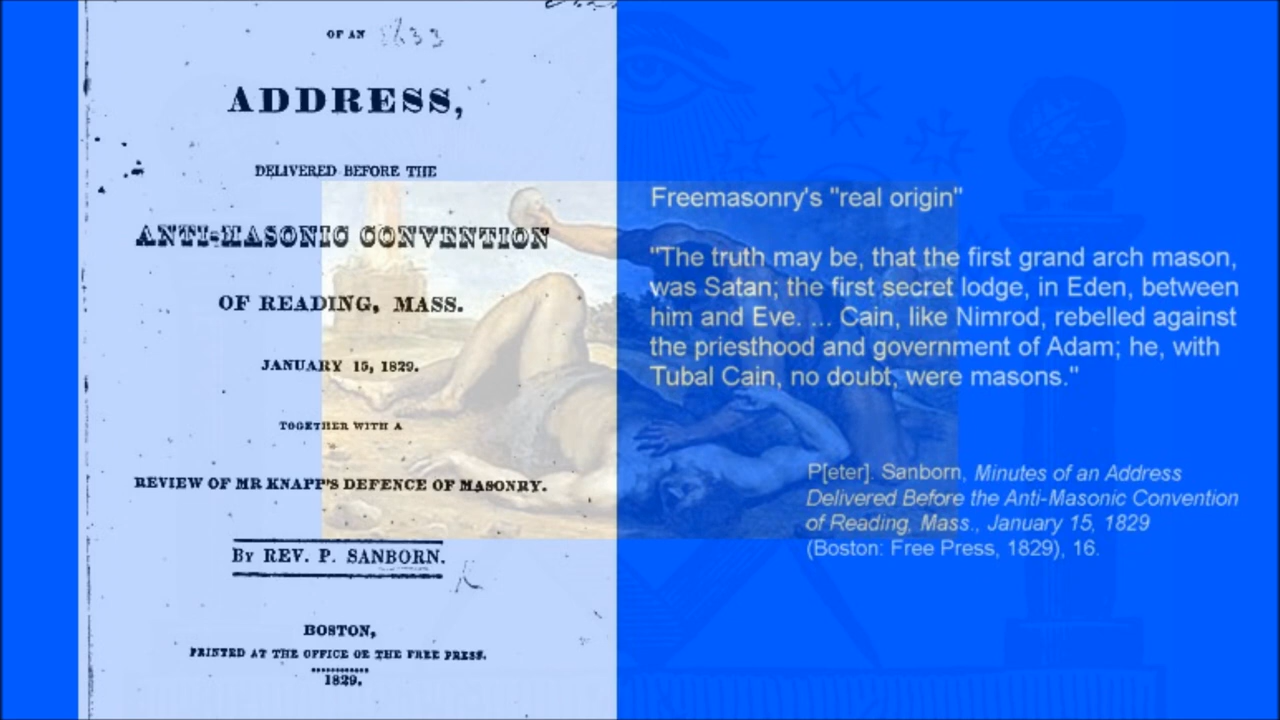 OF AN 1833
ADDRESS,
DELIVERED BEFORE THE
ANTI-MASONIC CONVENTION
OF READING, MASS.
JANUARY 15, 1829.
TOGETHER WITH A
REVIEW OF MR KNAPP'S DEFENCE OF MASONRY.
BY REV. P. SANBORN.
BOSTON,
PRINTED AT THE OFFICE OF THE FREE PRESS.
1829.
Freemasonry's "real origin"
"The truth may be, that the first grand arch mason,
was Satan; the first secret lodge, in Eden, between
him and Eve. ... Cain, like Nimrod, rebelled against
the priesthood and government of Adam; he, with
Tubal Cain, no doubt, were masons."
P[eter]. Sanborn, Minutes of an Address
Delivered Before the Anti-Masonic Convention
of Reading, Mass., January 15, 1829
(Boston: Free Press, 1829), 16.